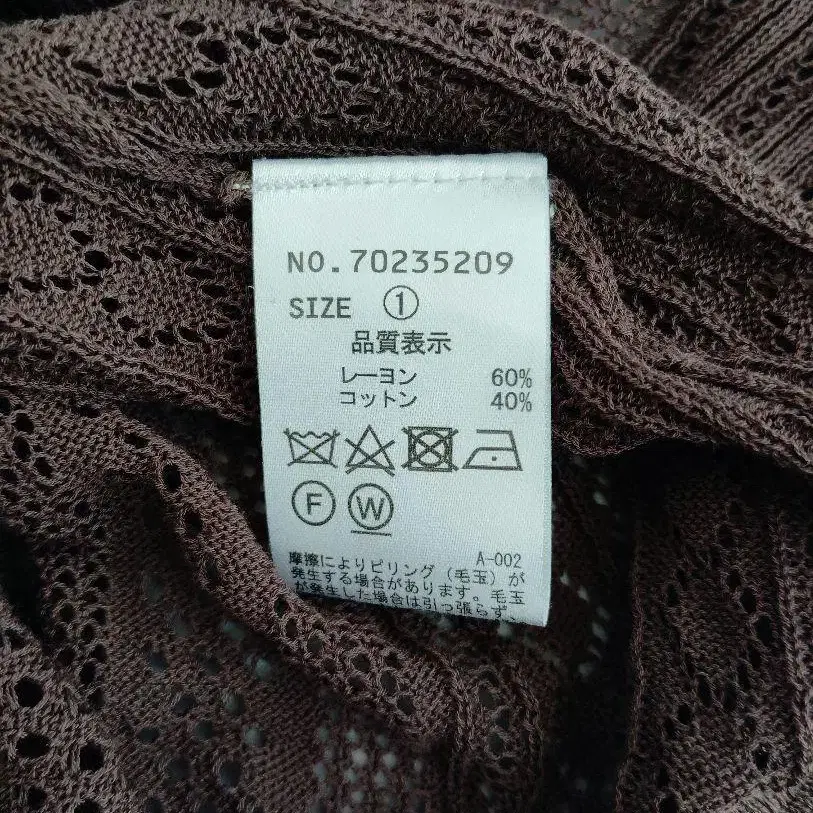 NO.70235209
SIZE ①
品質表示
レーヨン 60%
コットン 40%
F W
A-002
摩擦によりピリング(毛玉)が
発生する場合があります。毛玉
が発生した場合は引っ張らず、